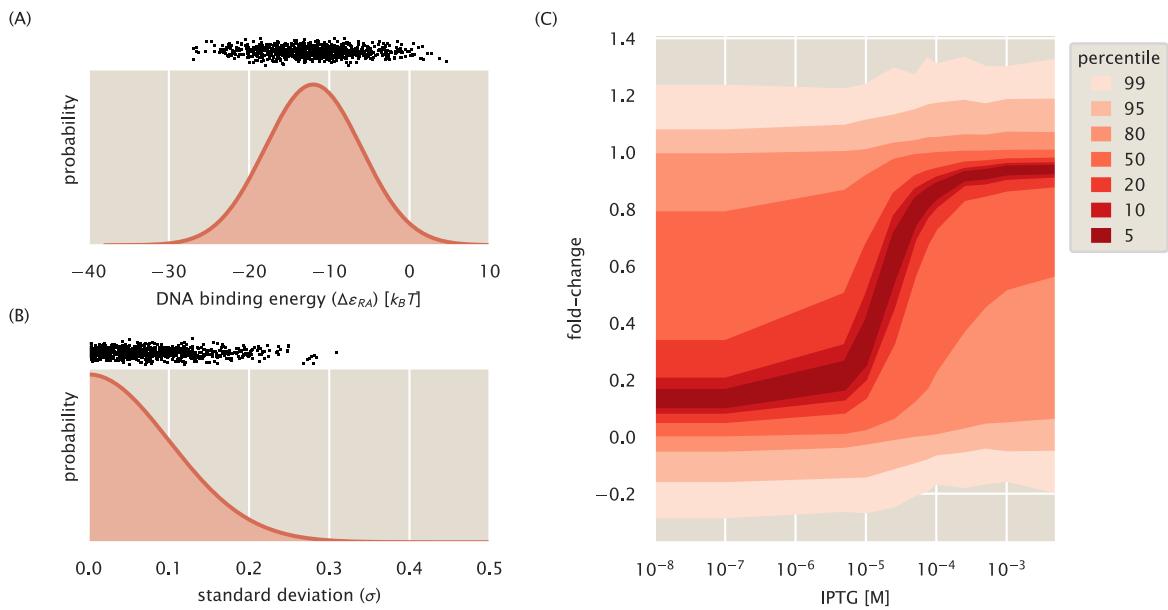 (A)
probability
−40 −30 −20 −10 0 10
DNA binding energy (Δε_RA) [k_BT]
(B)
probability
0.0 0.1 0.2 0.3 0.4 0.5
standard deviation (σ)
(C)
fold-change
1.4
1.2
1.0
0.8
0.6
0.4
0.2
0.0
−0.2
10⁻⁸ 10⁻⁷ 10⁻⁶ 10⁻⁵ 10⁻⁴ 10⁻³
IPTG [M]
percentile
99
95
80
50
20
10
5